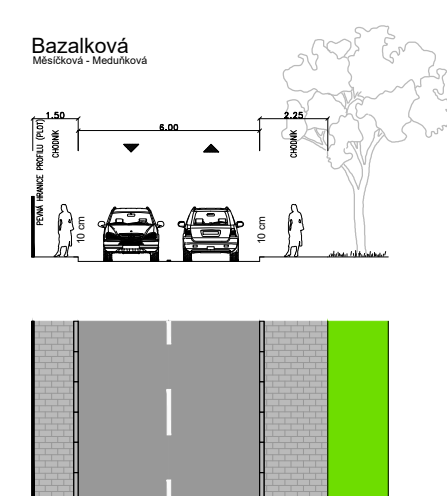 Bazalková
Měsíčková - Meduňková
1.50
6.00
2.25
PEVNÁ HRANICE PROFILU (PLOT)
CHODNÍK
CHODNÍK
10 cm
10 cm